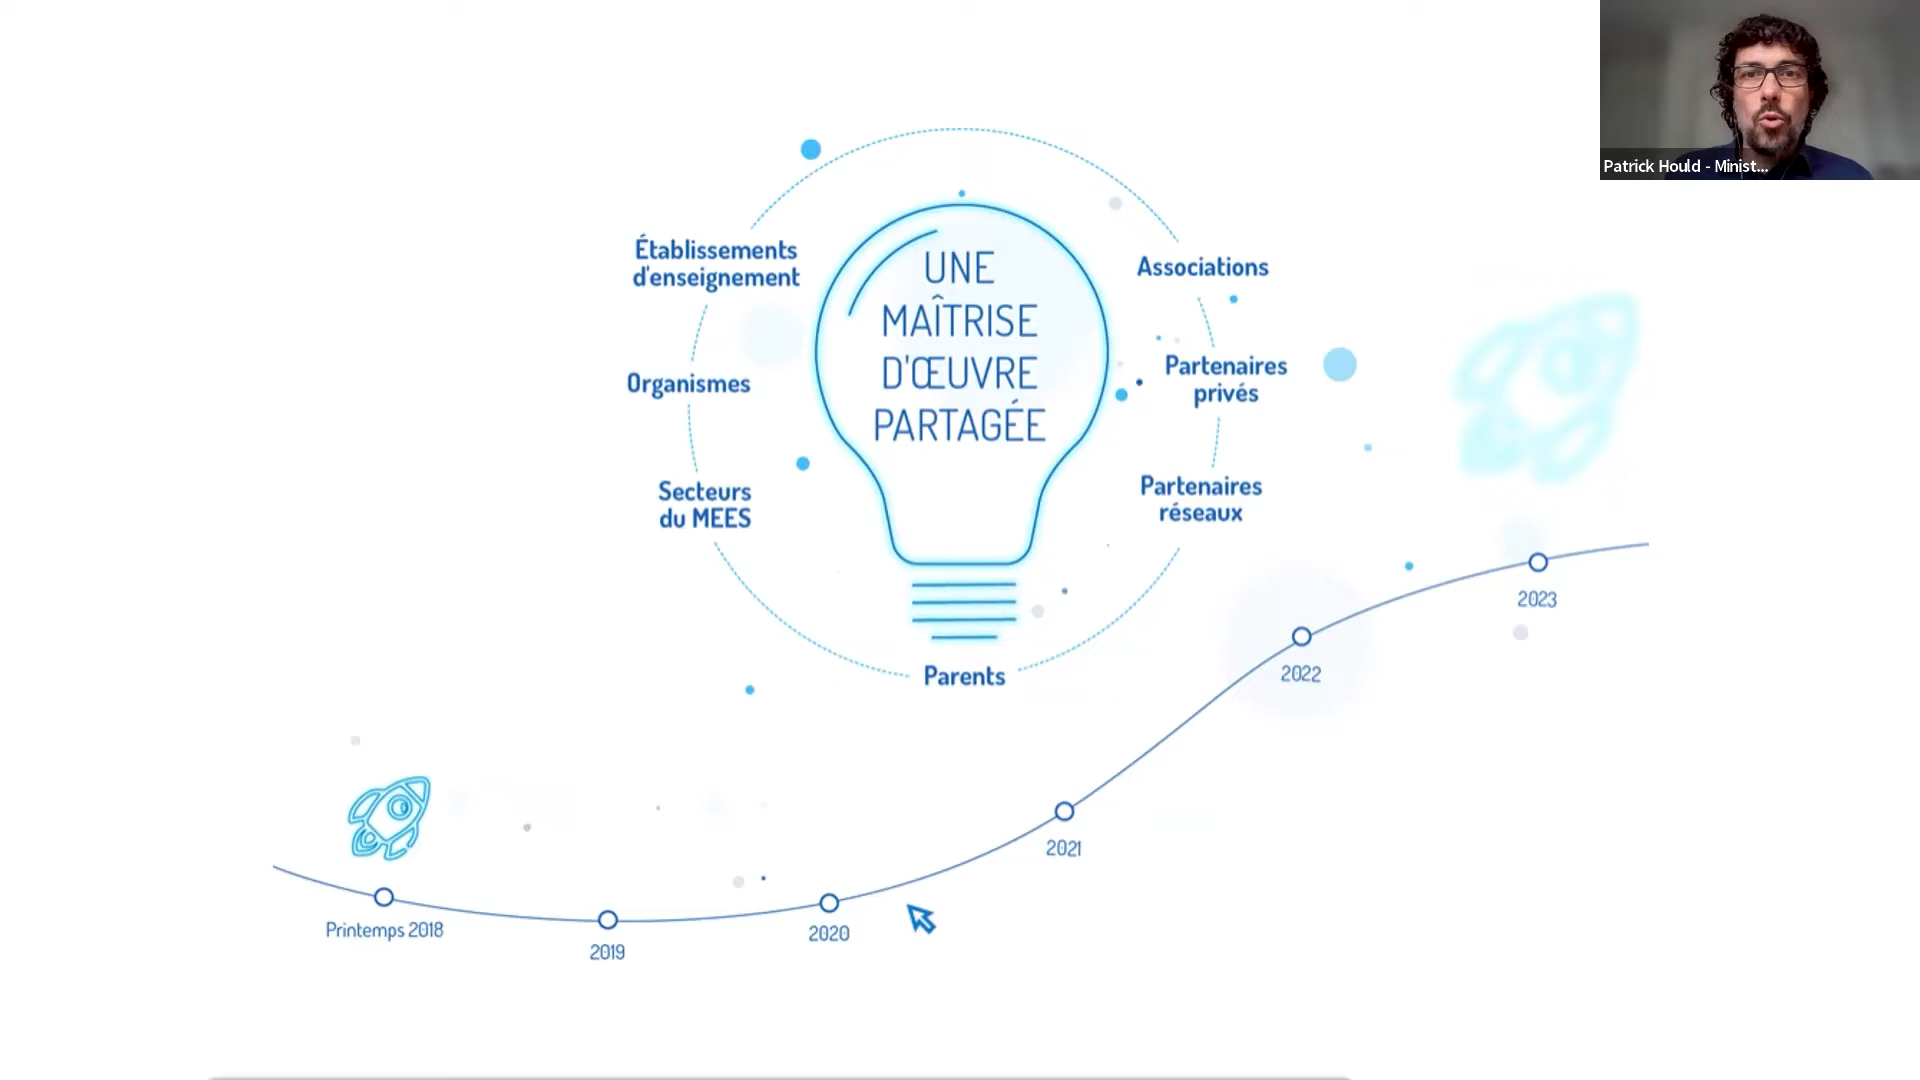 Patrick Hould - Minist...
UNE
MAÎTRISE
D'ŒUVRE
PARTAGÉE
Établissements
d'enseignement
Organismes
Secteurs
du MEES
Associations
Partenaires
privés
Partenaires
réseaux
Parents
Printemps 2018
2019
2020
2021
2022
2023